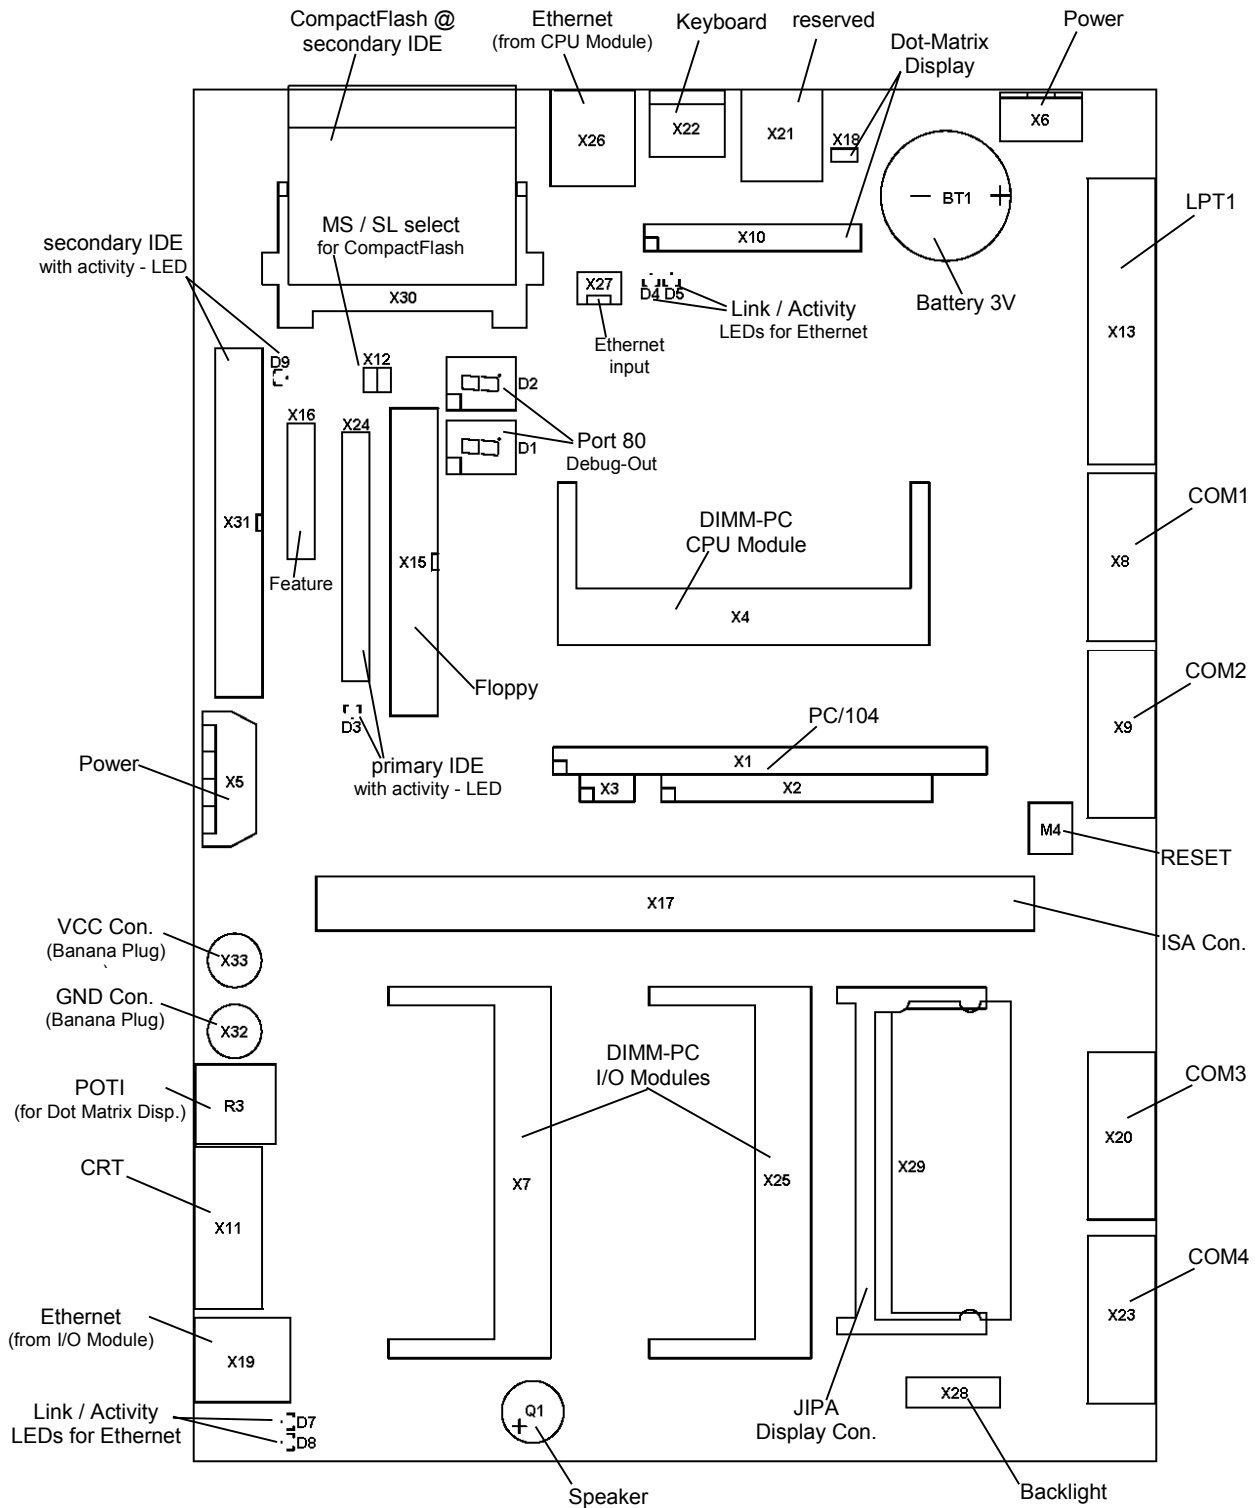 CompactFlash @
secondary IDE
Ethernet
(from CPU Module)
Keyboard
reserved
Dot-Matrix
Display
Power
X26
X22
X21
X18
X6
BT1
LPT1
MS / SL select
for CompactFlash
secondary IDE
with activity - LED
X10
X30
X27
D4
D5
Link / Activity
LEDs for Ethernet
Battery 3V
Ethernet
input
X13
D9
X12
D2
X16
X24
D1
Port 80
Debug-Out
COM1
X31
X15
DIMM-PC
CPU Module
X8
Feature
X4
Floppy
COM2
D3
PC/104
X9
Power
X5
primary IDE
with activity - LED
X1
X3
X2
M4
RESET
X17
VCC Con.
(Banana Plug)
X33
ISA Con.
GND Con.
(Banana Plug)
X32
DIMM-PC
I/O Modules
COM3
POTI
(for Dot Matrix Disp.)
R3
X20
CRT
X7
X25
X29
X11
COM4
Ethernet
(from I/O Module)
X23
X19
X28
Link / Activity
LEDs for Ethernet
D7
D8
Q1
JIPA
Display Con.
Speaker
Backlight